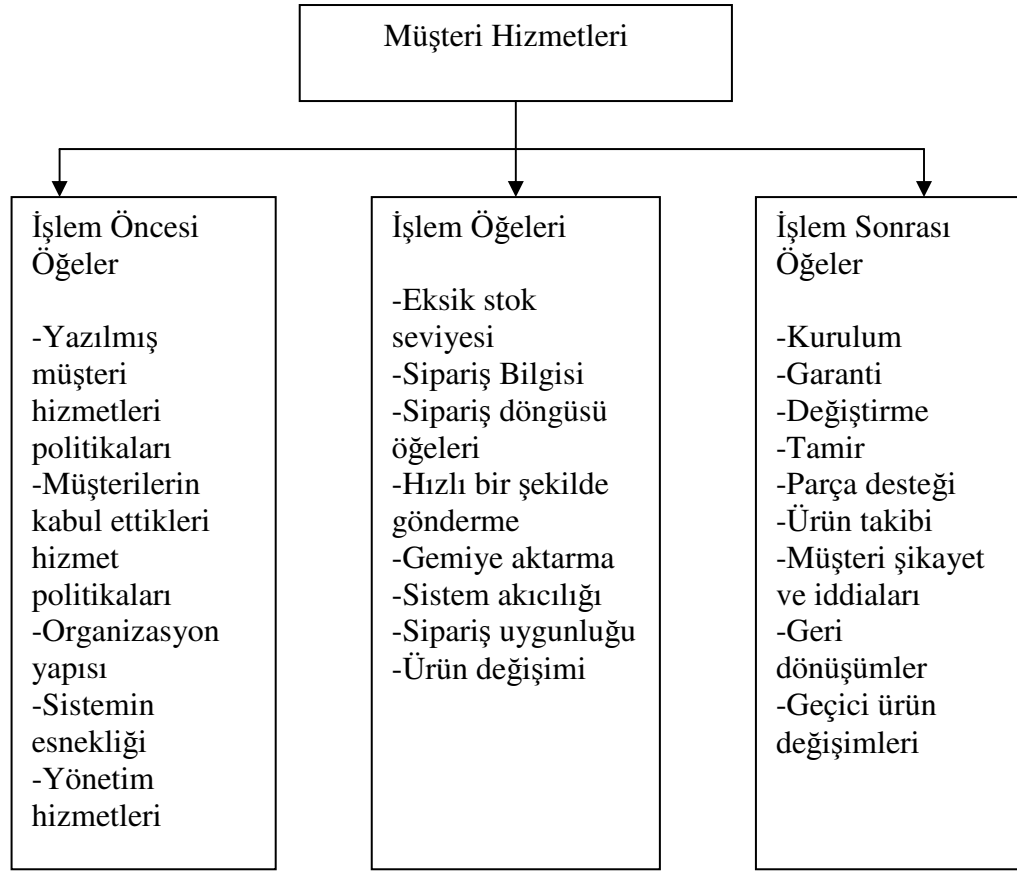 Müşteri Hizmetleri
İşlem Öncesi
Öğeler
-Yazılmış
müşteri
hizmetleri
politikaları
-Müşterilerin
kabul ettikleri
hizmet
politikaları
-Organizasyon
yapısı
-Sistemin
esnekliği
-Yönetim
hizmetleri
İşlem Öğeleri
-Eksik stok
seviyesi
-Sipariş Bilgisi
-Sipariş döngüsü
öğeleri
-Hızlı bir şekilde
gönderme
-Gemiye aktarma
-Sistem akıcılığı
-Sipariş uygunluğu
-Ürün değişimi
İşlem Sonrası
Öğeler
-Kurulum
-Garanti
-Değiştirme
-Tamir
-Parça desteği
-Ürün takibi
-Müşteri şikayet
ve iddiaları
-Geri
dönüşümler
-Geçici ürün
değişimleri